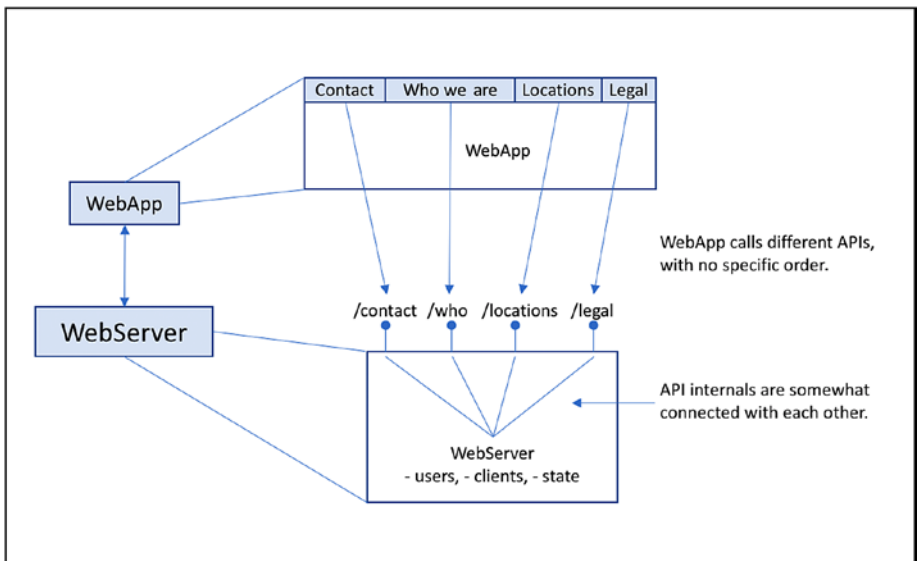 Contact Who we are Locations Legal
WebApp
WebApp
WebApp calls different APIs,
with no specific order.
/contact /who /locations /legal
WebServer
API internals are somewhat
connected with each other.
WebServer
- users, - clients, - state